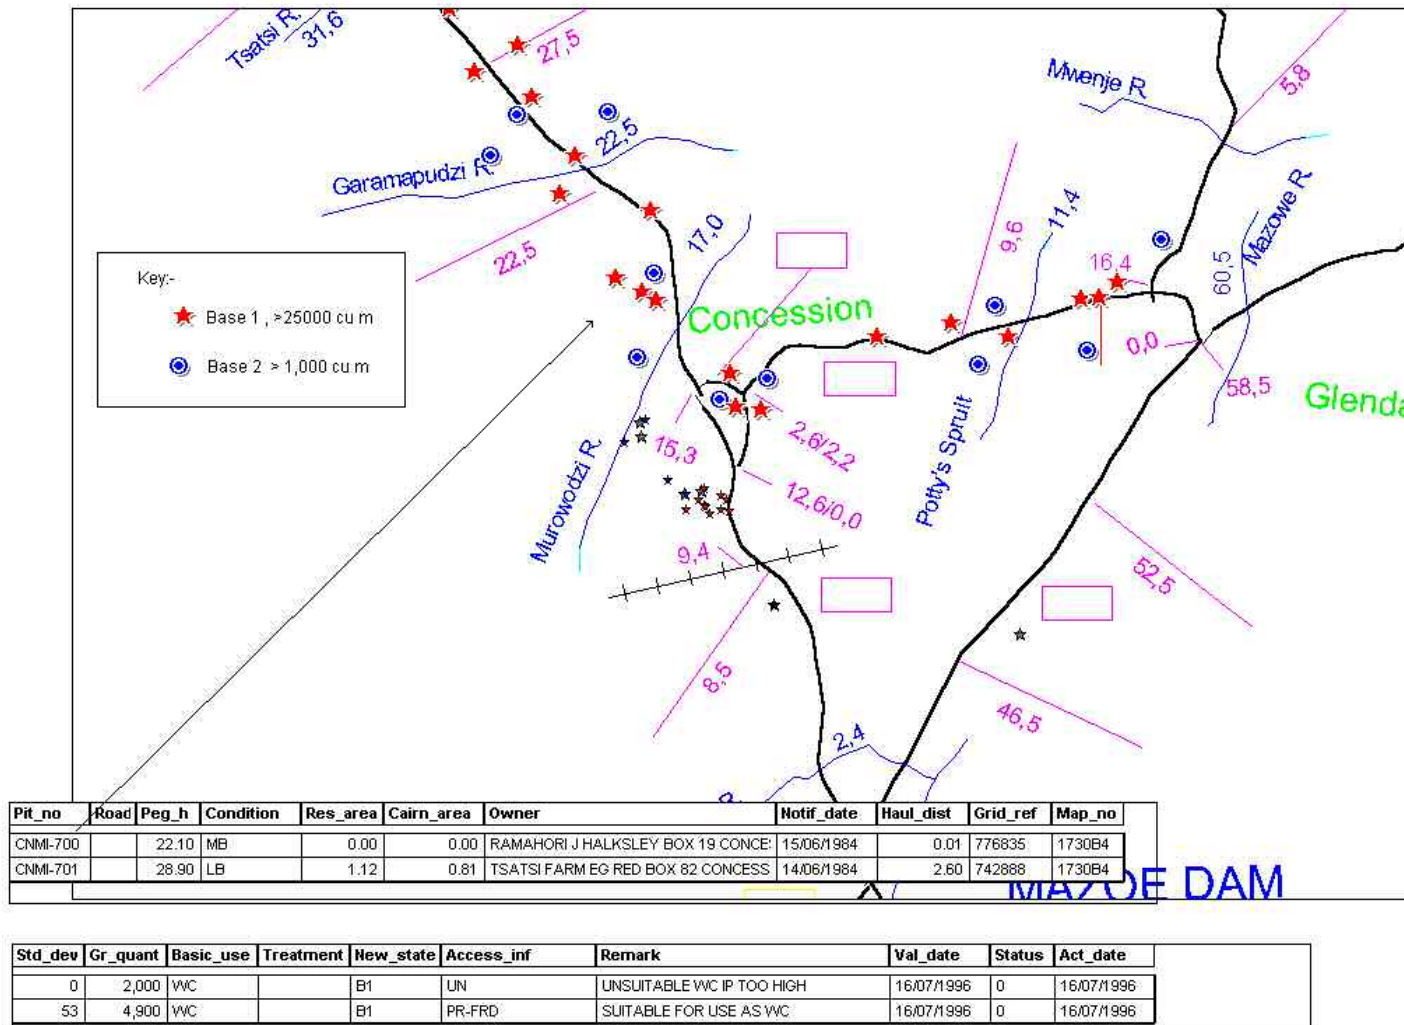 Tsatsi R.
31,6
27,5
Mwenje R.
5,8
22,5
Garamapudzi R.
22,5
17,0
9,6
11,4
Mazowe R.
60,5
16,4
Key:-
Base 1 , >25000 cu m
Base 2 > 1,000 cu m
Concession
0,0
58,5
Glenda
2,6/2,2
15,3
Potty's Spruit
Murowodzi R.
12,6/0,0
9,4
52,5
8,5
46,5
2,4
Pit_no Road Peg_h Condition Res_area Cairn_area Owner Notif_date Haul_dist Grid_ref Map_no
CNMI-700 22.10 MB 0.00 0.00 RAMAHORI J HALKSLEY BOX 19 CONCE 15/06/1984 0.01 776835 1730B4
CNMI-701 28.90 LB 1.12 0.81 TSATSI FARM EG RED BOX 82 CONCESS 14/06/1984 2.60 742888 1730B4
MAZOE DAM
Std_dev Gr_quant Basic_use Treatment New_state Access_inf Remark Val_date Status Act_date
0 2,000 WC B1 UN UNSUITABLE WC IP TOO HIGH 16/07/1996 0 16/07/1996
53 4,900 WC B1 PR-FRD SUITABLE FOR USE AS WC 16/07/1996 0 16/07/1996